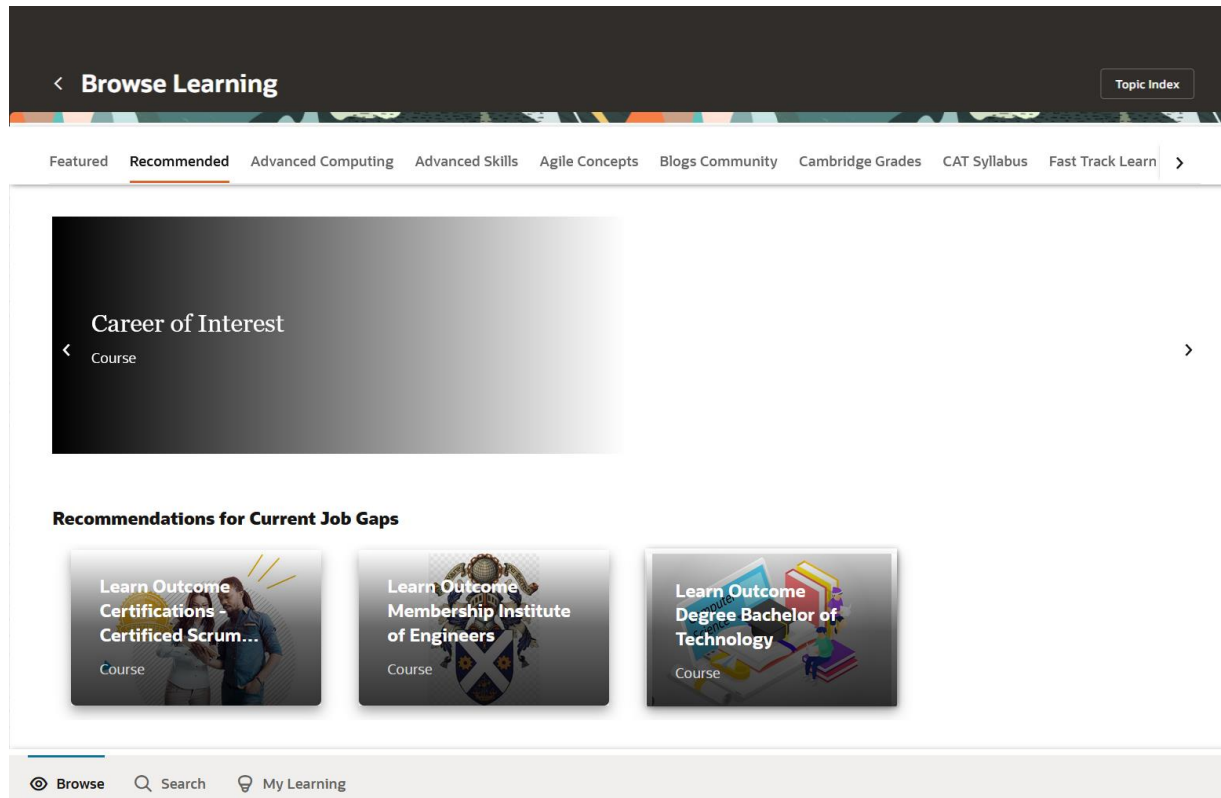 Browse Learning
Topic Index
Featured Recommended Advanced Computing Advanced Skills Agile Concepts Blogs Community Cambridge Grades CAT Syllabus Fast Track Learn
Career of Interest
Course
Recommendations for Current Job Gaps
Learn Outcome
Certifications -
Certificed Scrum...
Course
Learn Outcome
Membership Institute
of Engineers
Course
Learn Outcome
Degree Bachelor of
Technology
Course
Computer
Science
Browse Search My Learning